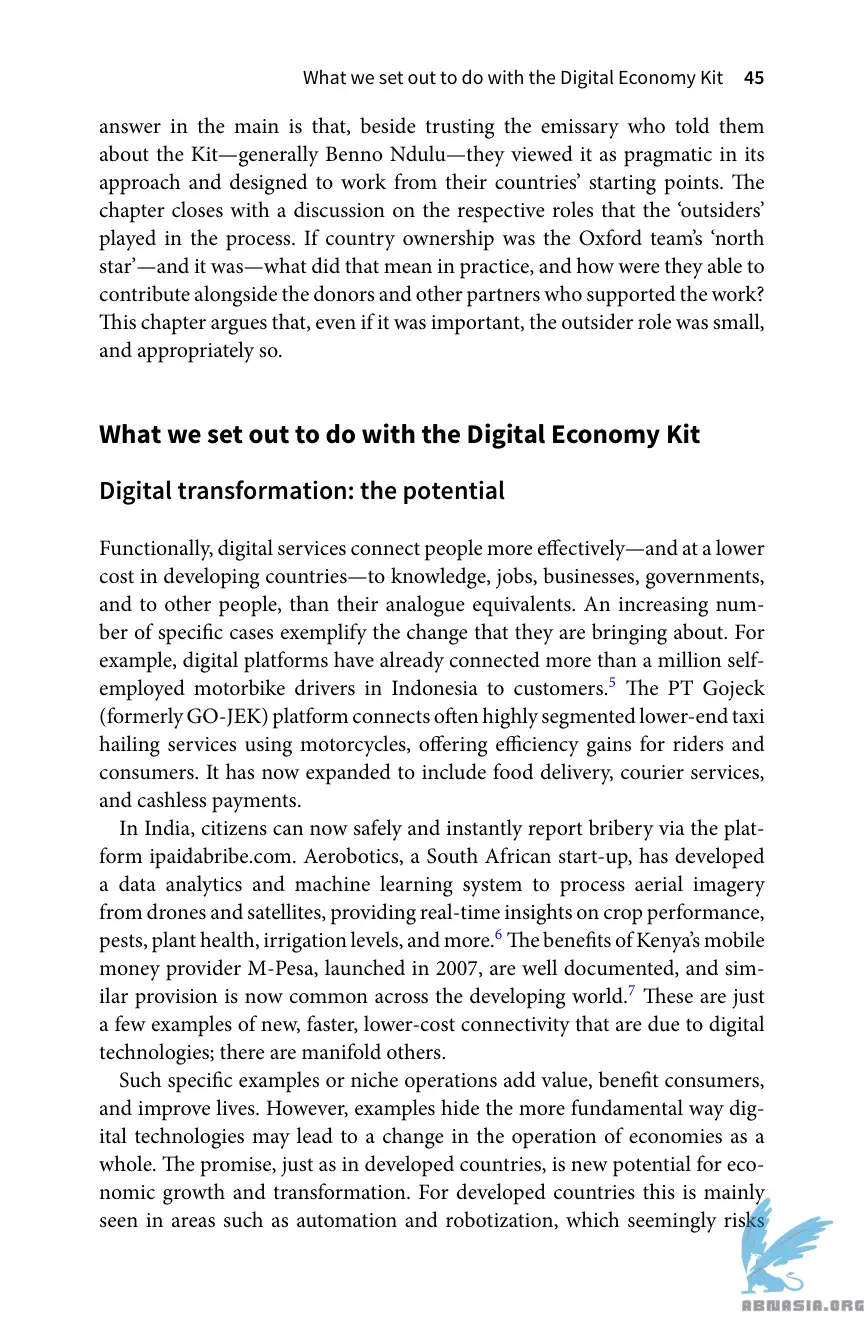 What we set out to do with the Digital Economy Kit 45
answer in the main is that, beside trusting the emissary who told them
about the Kit—generally Benno Ndulu—they viewed it as pragmatic in its
approach and designed to work from their countries’ starting points. The
chapter closes with a discussion on the respective roles that the ‘outsiders’
played in the process. If country ownership was the Oxford team’s ‘north
star’—and it was—what did that mean in practice, and how were they able to
contribute alongside the donors and other partners who supported the work?
This chapter argues that, even if it was important, the outsider role was small,
and appropriately so.
What we set out to do with the Digital Economy Kit
Digital transformation: the potential
Functionally, digital services connect people more effectively—and at a lower
cost in developing countries—to knowledge, jobs, businesses, governments,
and to other people, than their analogue equivalents. An increasing num-
ber of specific cases exemplify the change that they are bringing about. For
example, digital platforms have already connected more than a million self-
employed motorbike drivers in Indonesia to customers.5 The PT Gojeck
(formerly GO-JEK) platform connects often highly segmented lower-end taxi
hailing services using motorcycles, offering efficiency gains for riders and
consumers. It has now expanded to include food delivery, courier services,
and cashless payments.
In India, citizens can now safely and instantly report bribery via the plat-
form ipaidabribe.com. Aerobotics, a South African start-up, has developed
a data analytics and machine learning system to process aerial imagery
from drones and satellites, providing real-time insights on crop performance,
pests, plant health, irrigation levels, and more.6 The benefits of Kenya’s mobile
money provider M-Pesa, launched in 2007, are well documented, and sim-
ilar provision is now common across the developing world.7 These are just
a few examples of new, faster, lower-cost connectivity that are due to digital
technologies; there are manifold others.
Such specific examples or niche operations add value, benefit consumers,
and improve lives. However, examples hide the more fundamental way dig-
ital technologies may lead to a change in the operation of economies as a
whole. The promise, just as in developed countries, is new potential for eco-
nomic growth and transformation. For developed countries this is mainly
seen in areas such as automation and robotization, which seemingly risks
ABNASIA.ORG